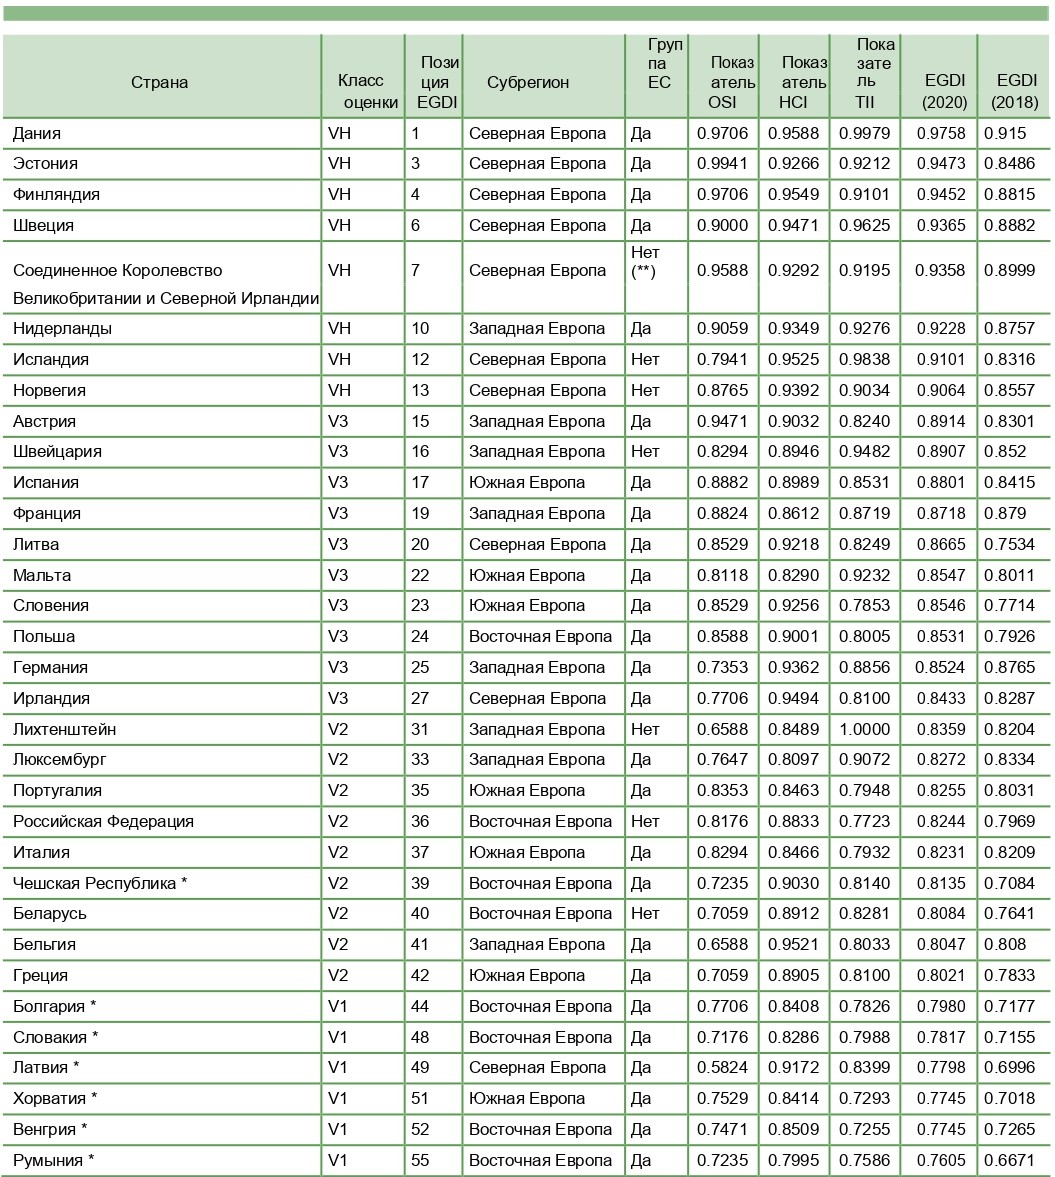 Страна Класс оценки Пози ция EGDI Субрегион Груп па ЕС Показ атель OSI Показ атель HCI Пока зате ль TII EGDI (2020) EGDI (2018)
Дания VH 1 Северная Европа Да 0.9706 0.9588 0.9979 0.9758 0.915
Эстония VH 3 Северная Европа Да 0.9941 0.9266 0.9212 0.9473 0.8486
Финляндия VH 4 Северная Европа Да 0.9706 0.9549 0.9101 0.9452 0.8815
Швеция VH 6 Северная Европа Да 0.9000 0.9471 0.9625 0.9365 0.8882
Соединенное Королевство VH 7 Северная Европа Нет (**) 0.9588 0.9292 0.9195 0.9358 0.8999
Великобритании и Северной Ирландии
Нидерланды VH 10 Западная Европа Да 0.9059 0.9349 0.9276 0.9228 0.8757
Исландия VH 12 Северная Европа Нет 0.7941 0.9525 0.9838 0.9101 0.8316
Норвегия VH 13 Северная Европа Нет 0.8765 0.9392 0.9034 0.9064 0.8557
Австрия V3 15 Западная Европа Да 0.9471 0.9032 0.8240 0.8914 0.8301
Швейцария V3 16 Западная Европа Нет 0.8294 0.8946 0.9482 0.8907 0.852
Испания V3 17 Южная Европа Да 0.8882 0.8989 0.8531 0.8801 0.8415
Франция V3 19 Западная Европа Да 0.8824 0.8612 0.8719 0.8718 0.879
Литва V3 20 Северная Европа Да 0.8529 0.9218 0.8249 0.8665 0.7534
Мальта V3 22 Южная Европа Да 0.8118 0.8290 0.9232 0.8547 0.8011
Словения V3 23 Южная Европа Да 0.8529 0.9256 0.7853 0.8546 0.7714
Польша V3 24 Восточная Европа Да 0.8588 0.9001 0.8005 0.8531 0.7926
Германия V3 25 Западная Европа Да 0.7353 0.9362 0.8856 0.8524 0.8765
Ирландия V3 27 Северная Европа Да 0.7706 0.9494 0.8100 0.8433 0.8287
Лихтенштейн V2 31 Западная Европа Нет 0.6588 0.8489 1.0000 0.8359 0.8204
Люксембург V2 33 Западная Европа Да 0.7647 0.8097 0.9072 0.8272 0.8334
Португалия V2 35 Южная Европа Да 0.8353 0.8463 0.7948 0.8255 0.8031
Российская Федерация V2 36 Восточная Европа Нет 0.8176 0.8833 0.7723 0.8244 0.7969
Италия V2 37 Южная Европа Да 0.8294 0.8466 0.7932 0.8231 0.8209
Чешская Республика * V2 39 Восточная Европа Да 0.7235 0.9030 0.8140 0.8135 0.7084
Беларусь V2 40 Восточная Европа Нет 0.7059 0.8912 0.8281 0.8084 0.7641
Бельгия V2 41 Западная Европа Да 0.6588 0.9521 0.8033 0.8047 0.808
Греция V2 42 Южная Европа Да 0.7059 0.8905 0.8100 0.8021 0.7833
Болгария * V1 44 Восточная Европа Да 0.7706 0.8408 0.7826 0.7980 0.7177
Словакия * V1 48 Восточная Европа Да 0.7176 0.8286 0.7988 0.7817 0.7155
Латвия * V1 49 Северная Европа Да 0.5824 0.9172 0.8399 0.7798 0.6996
Хорватия * V1 51 Южная Европа Да 0.7529 0.8414 0.7293 0.7745 0.7018
Венгрия * V1 52 Восточная Европа Да 0.7471 0.8509 0.7255 0.7745 0.7265
Румыния * V1 55 Восточная Европа Да 0.7235 0.7995 0.7586 0.7605 0.6671